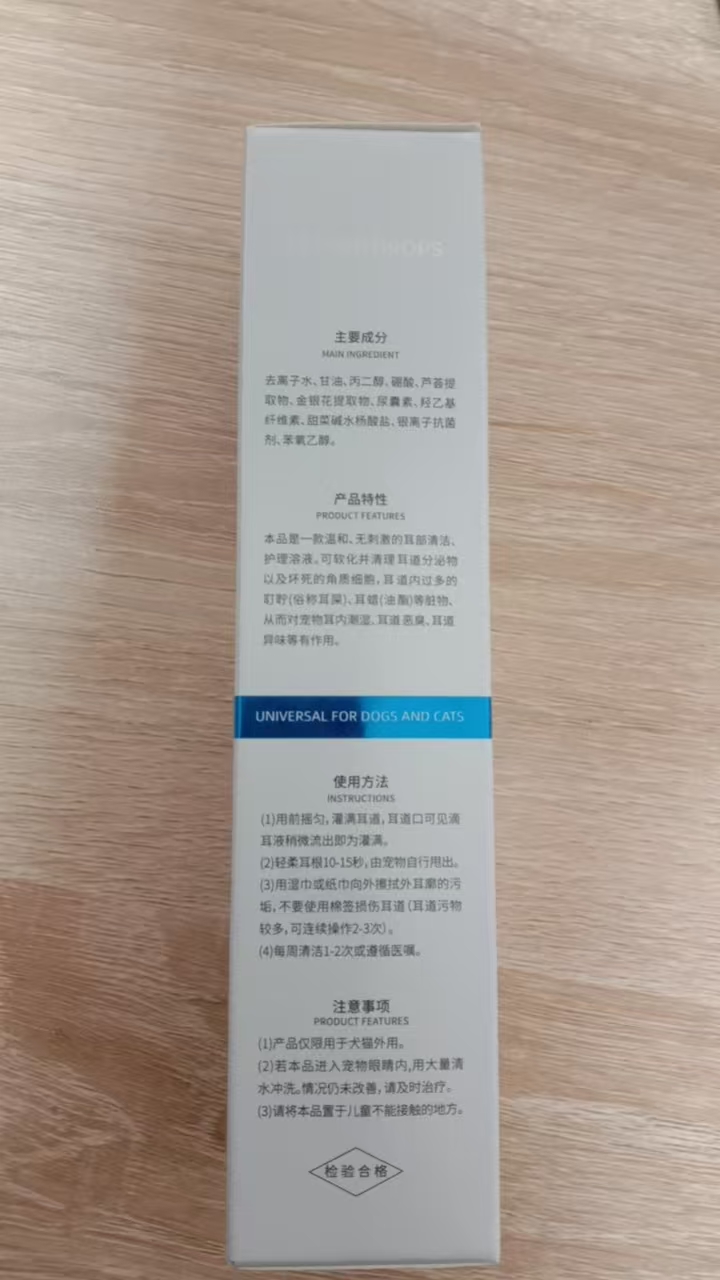 DROPS
主要成分
MAIN INGREDIENT
去离子水、甘油、丙二醇、硼酸、芦荟提
取物、金银花提取物、尿囊素、羟乙基
纤维素、甜菜碱水杨酸盐、银离子抗菌
剂、苯氧乙醇。
产品特性
PRODUCT FEATURES
本品是一款温和、无刺激的耳部清洁、
护理溶液。可软化并清理耳道分泌物
以及坏死的角质细胞,耳道内过多的
耵聍(俗称耳屎)、耳蜡(油脂)等脏物、
从而对宠物耳内潮湿、耳道恶臭、耳道
异味等有作用。
UNIVERSAL FOR DOGS AND CATS
使用方法
INSTRUCTIONS
(1)用前摇匀,灌满耳道,耳道口可见滴
耳液稍微流出即为灌满。
(2)轻柔耳根10-15秒,由宠物自行甩出。
(3)用湿巾或纸巾向外擦拭外耳廓的污
垢,不要使用棉签损伤耳道(耳道污物
较多,可连续操作2-3次)。
(4)每周清洁1-2次或遵循医嘱。
注意事项
PRODUCT FEATURES
(1)产品仅限用于犬猫外用。
(2)若本品进入宠物眼睛内,用大量清
水冲洗。情况仍未改善,请及时治疗。
(3)请将本品置于儿童不能接触的地方。
检验合格